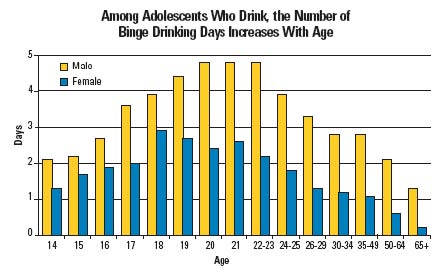 Among Adolescents Who Drink, the Number of
Binge Drinking Days Increases With Age
5
4
3
2
1
0
Days
Male
Female
14 15 16 17 18 19 20 21 22-23 24-25 26-29 30-34 35-49 50-64 65+
Age